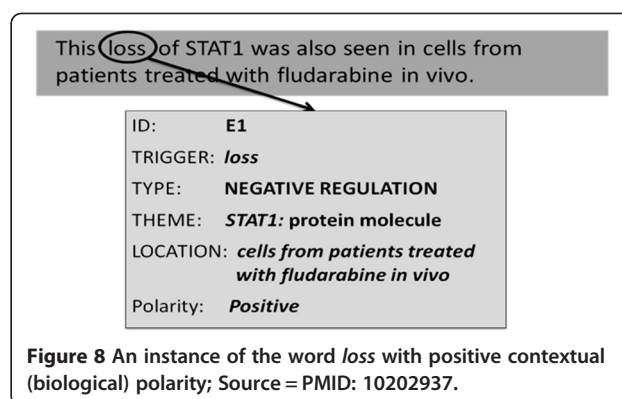 This loss of STAT1 was also seen in cells from
patients treated with fludarabine in vivo.
ID: E1
TRIGGER: loss
TYPE: NEGATIVE REGULATION
THEME: STAT1: protein molecule
LOCATION: cells from patients treated
with fludarabine in vivo
Polarity: Positive
Figure 8 An instance of the word loss with positive contextual
(biological) polarity; Source = PMID: 10202937.